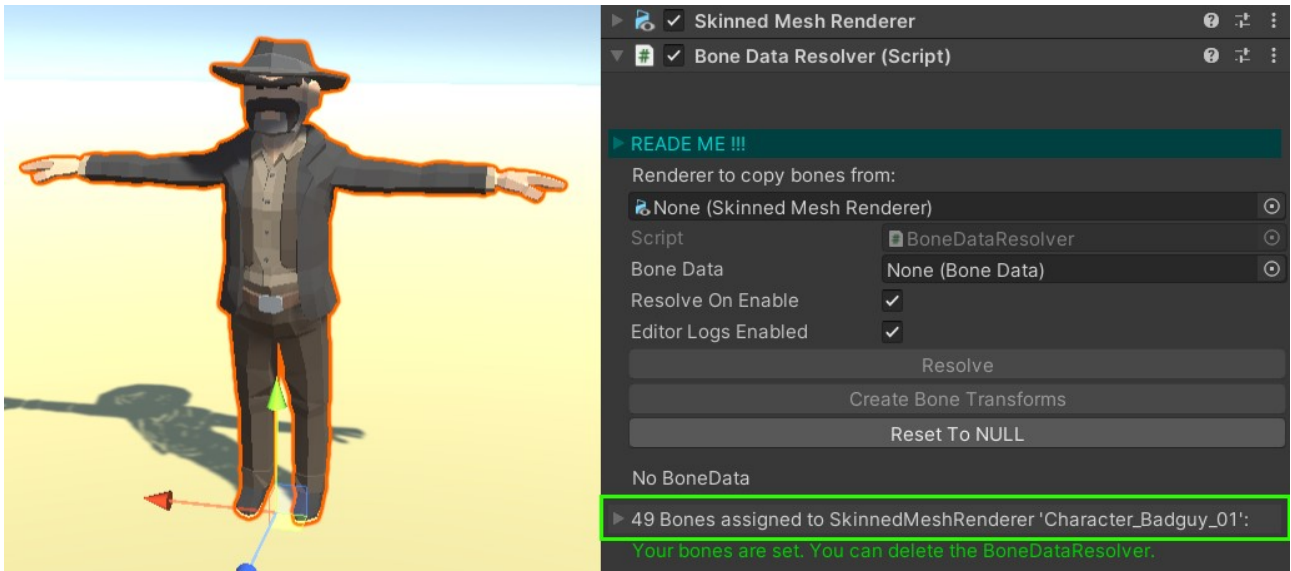 Skinned Mesh Renderer
# Bone Data Resolver (Script)
READE ME !!!
Renderer to copy bones from:
None (Skinned Mesh Renderer)
Script # BoneDataResolver
Bone Data None (Bone Data)
Resolve On Enable
Editor Logs Enabled
Resolve
Create Bone Transforms
Reset To NULL
No BoneData
49 Bones assigned to SkinnedMeshRenderer 'Character_Badguy_01':
Your bones are set. You can delete the BoneDataResolver.